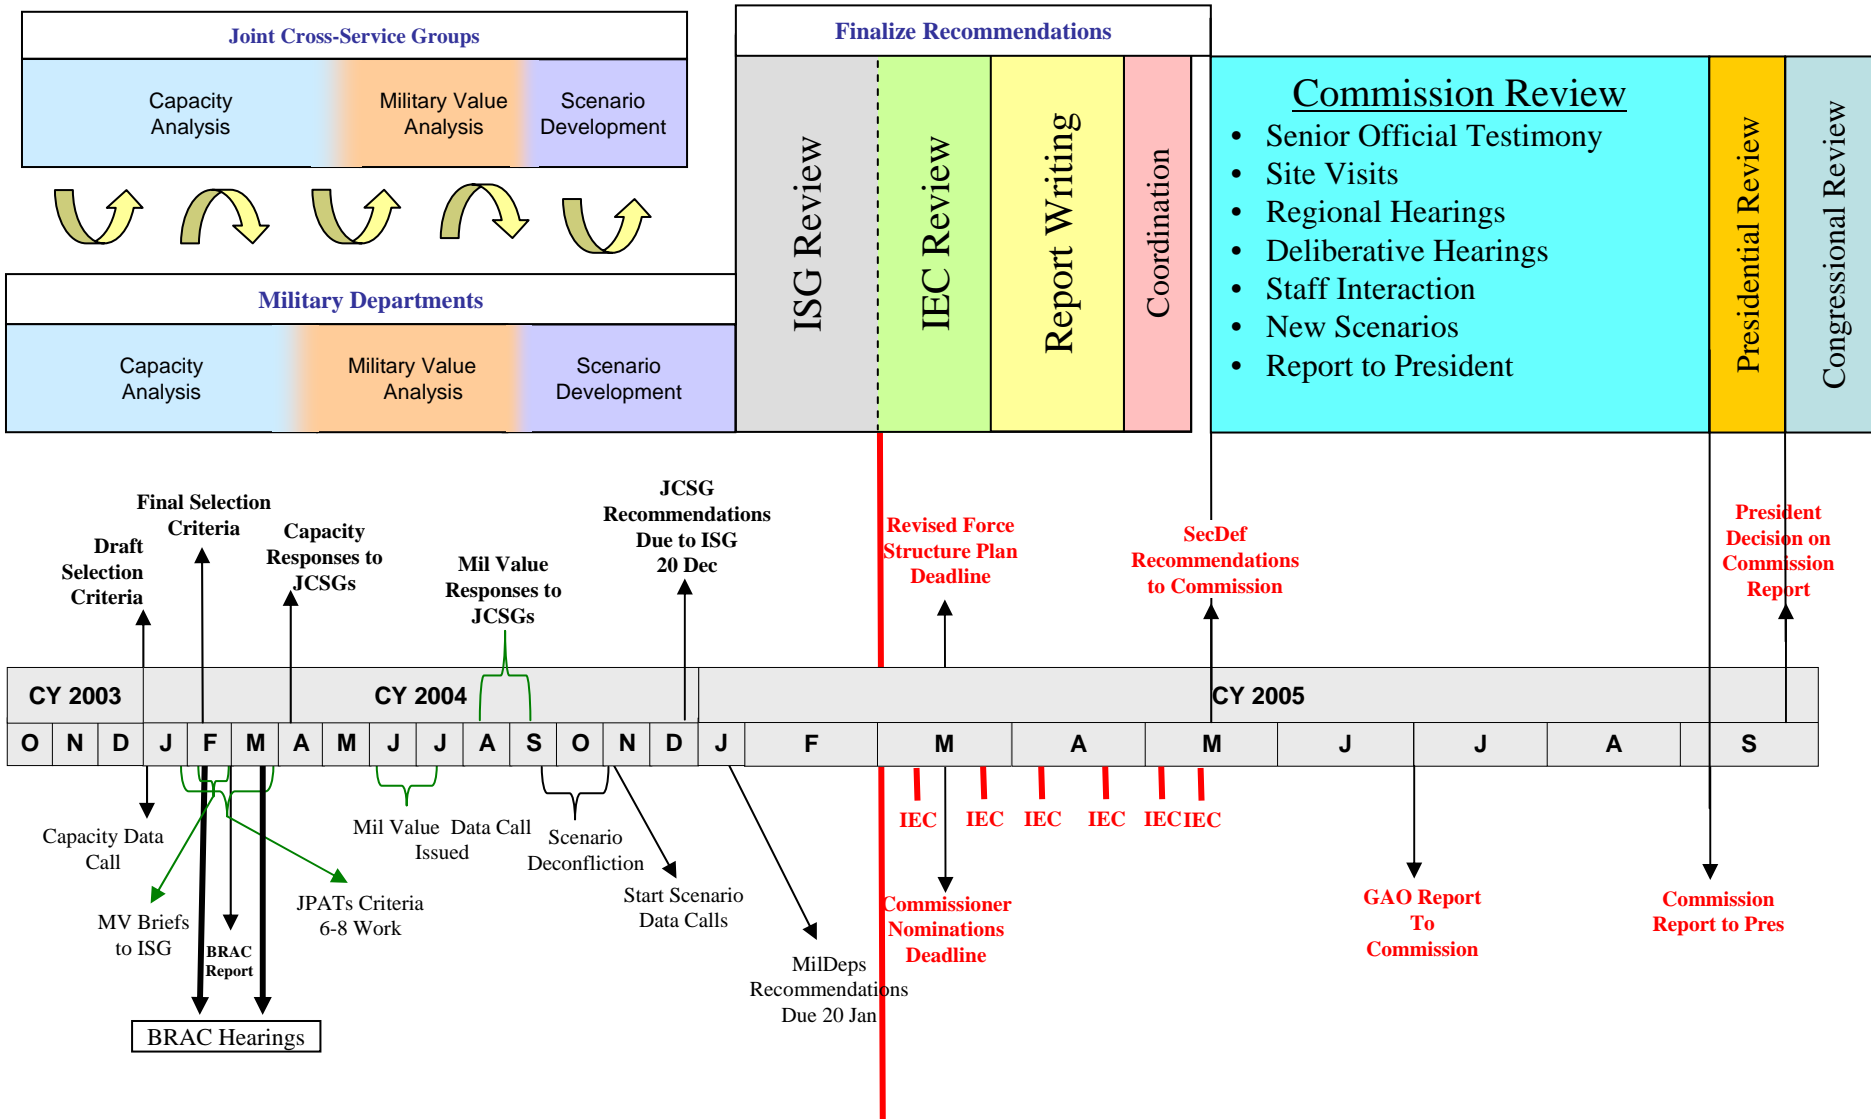 Joint Cross-Service Groups
Capacity
Analysis
Military Value
Analysis
Scenario
Development
Military Departments
Capacity
Analysis
Military Value
Analysis
Scenario
Development
Finalize Recommendations
ISG Review
IEC Review
Report Writing
Coordination
Commission Review
• Senior Official Testimony
• Site Visits
• Regional Hearings
• Deliberative Hearings
• Staff Interaction
• New Scenarios
• Report to President
Presidential Review
Congressional Review
Draft
Selection
Criteria
Final Selection
Criteria
Capacity
Responses to
JCSGs
Mil Value
Responses to
JCSGs
JCSG
Recommendations
Due to ISG
20 Dec
Revised Force
Structure Plan
Deadline
SecDef
Recommendations
to Commission
President
Decision on
Commission
Report
CY 2003
CY 2004
CY 2005
O N D J F M A M J J A S O N D J F M A M J J A S
Capacity Data
Call
MV Briefs
to ISG
BRAC
Report
BRAC Hearings
JPATs Criteria
6-8 Work
Mil Value Data Call
Issued
Scenario
Deconfliction
Start Scenario
Data Calls
MilDeps
Recommendations
Due 20 Jan
IEC IEC IEC IEC IEC IEC
Commissioner
Nominations
Deadline
GAO Report
To
Commission
Commission
Report to Pres